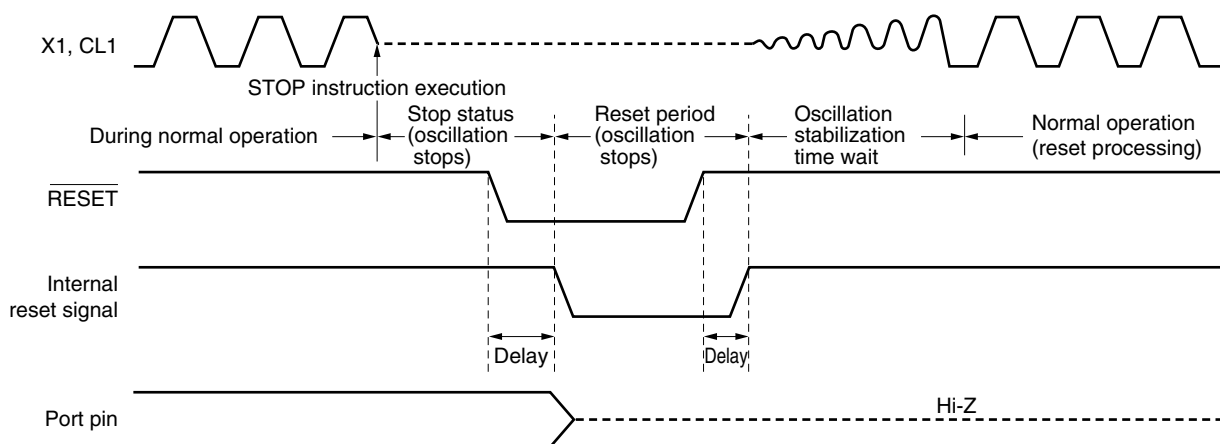 X1, CL1
STOP instruction execution
During normal operation
Stop status
(oscillation
stops)
Reset period
(oscillation
stops)
Oscillation
stabilization
time wait
Normal operation
(reset processing)
RESET
Internal
reset signal
Delay
Delay
Port pin
Hi-Z